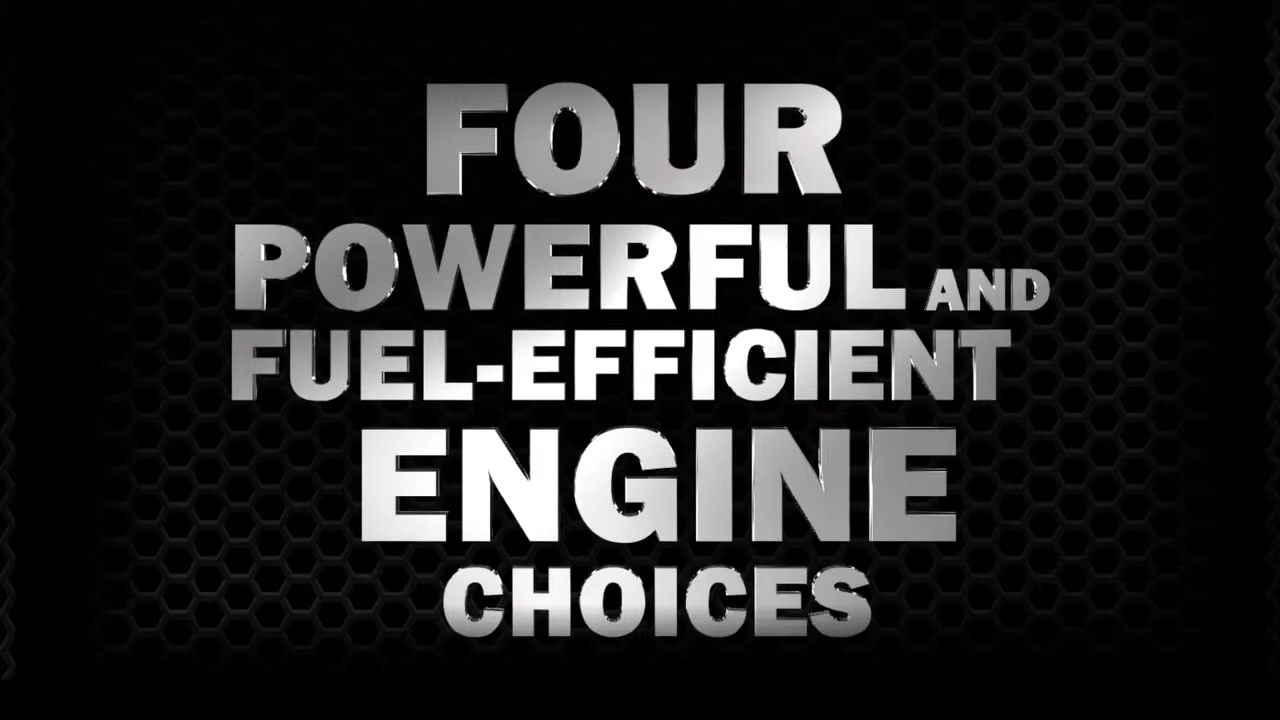 FOUR
POWERFUL AND
FUEL-EFFICIENT
ENGINE
CHOICES